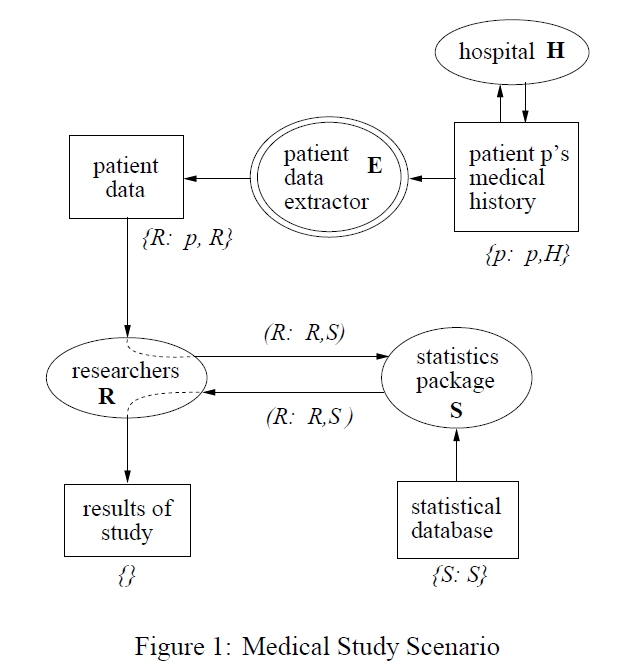 hospital H
patient
data
patient
data
extractor
E
patient p's
medical
history
{R: p, R}
{p: p,H}
(R: R,S)
researchers
R
statistics
package
S
(R: R,S )
results of
study
statistical
database
{}
{S: S}
Figure 1: Medical Study Scenario